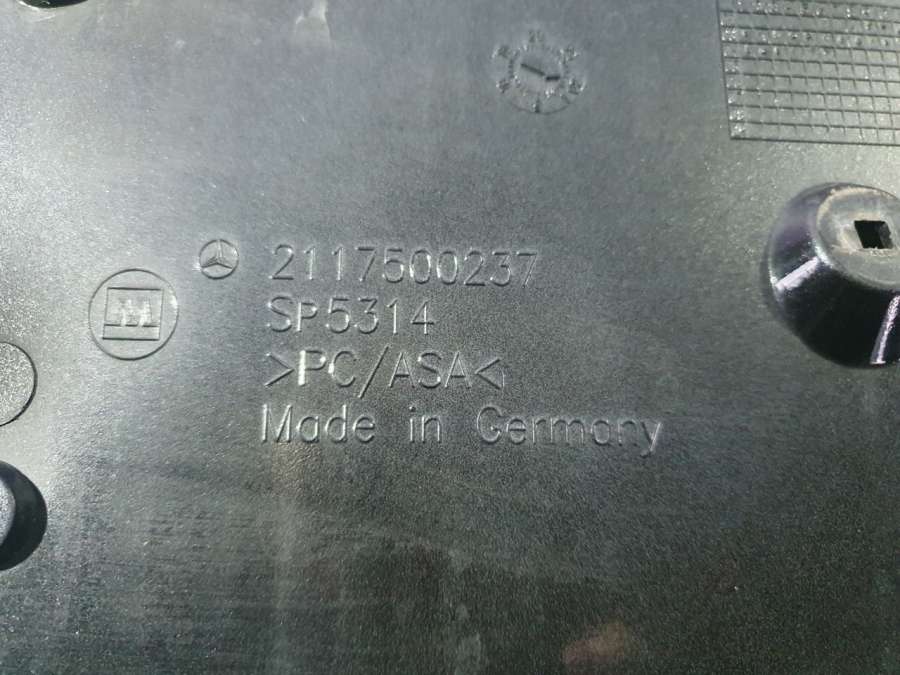 2117500237
SP5314
>PC/ASA<
Made in Germany